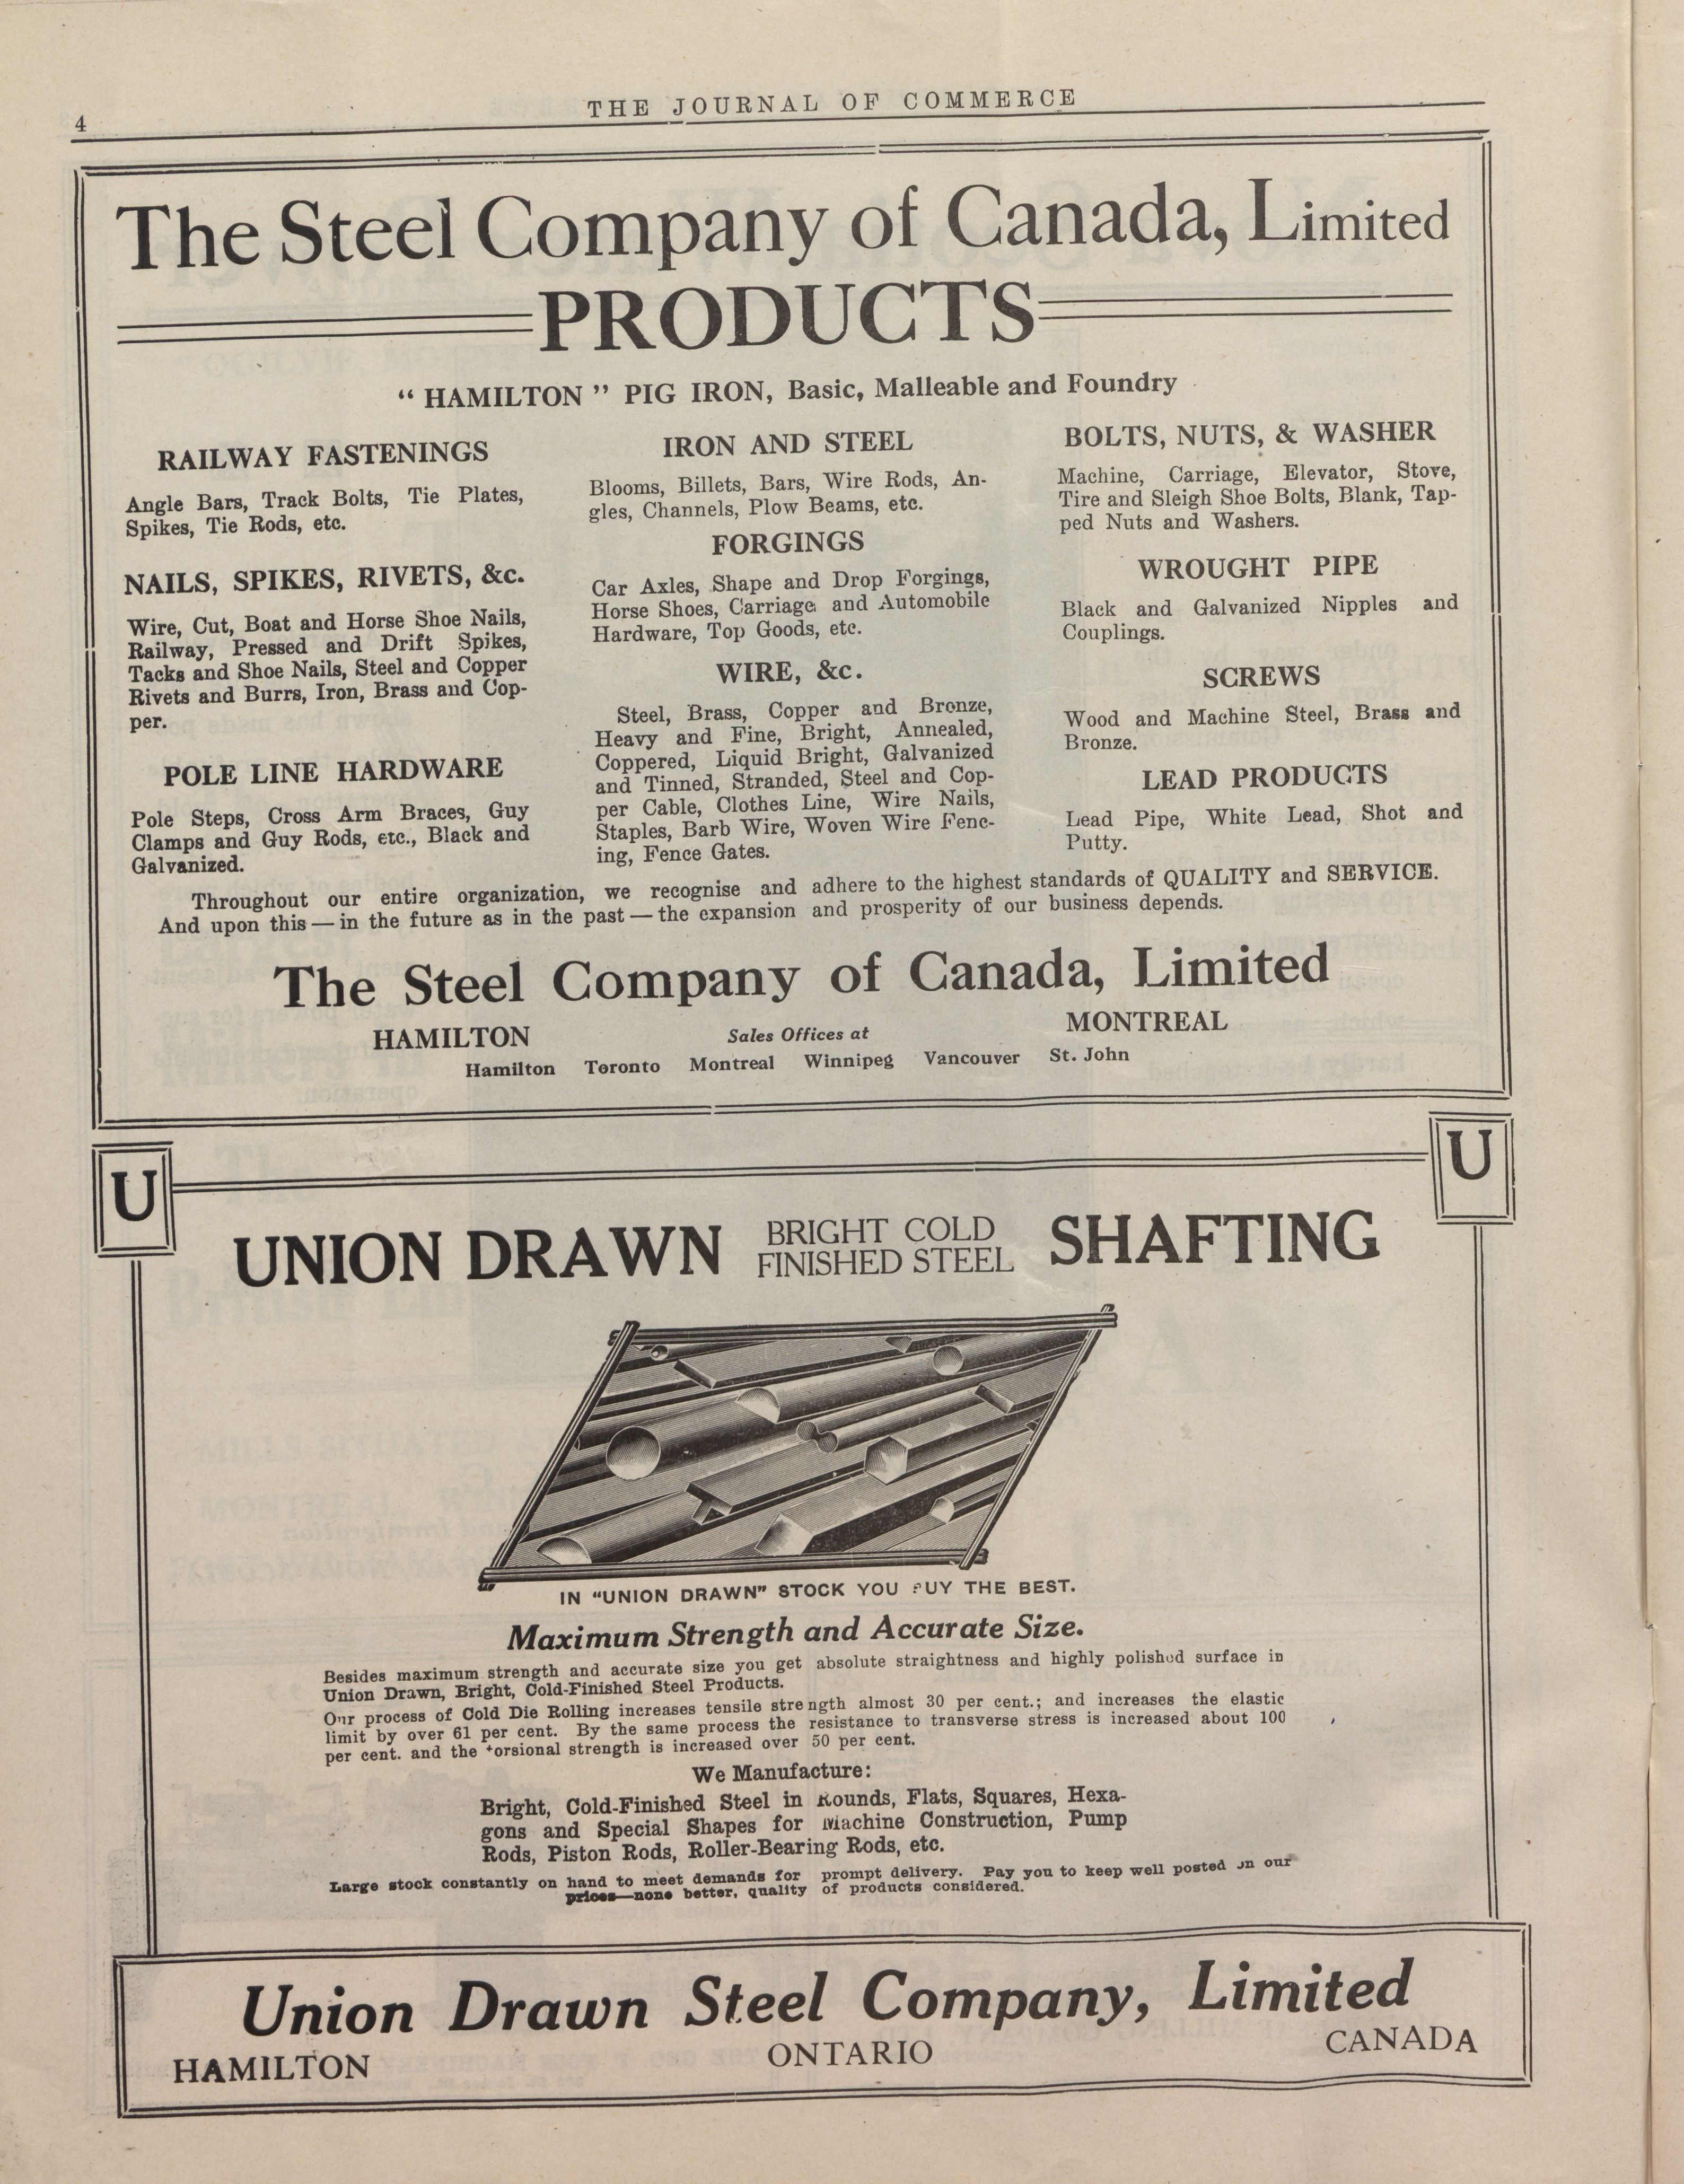 4
THE JOURNAL OF COMMERCE
The Steel Company of Canada, Limited
PRODUCTS
“ HAMILTON ” PIG IRON, Basic, Malleable and Foundry
RAILWAY FASTENINGS
Angle Bars, Track Bolts, Tie Plates,
Spikes, Tie Rods, etc.
NAILS, SPIKES, RIVETS, &c.
Wire, Cut, Boat and Horse Shoe Nails,
Railway, Pressed and Drift Spikes,
Tacks and Shoe Nails, Steel and Copper
Rivets and Burrs, Iron, Brass and Cop-
per.
POLE LINE HARDWARE
Pole Steps, Cross Arm Braces, Guy
Clamps and Guy Rods, etc., Black and
Galvanized.
IRON AND STEEL
Blooms, Billets, Bars, Wire Rods, An-
gles, Channels, Plow Beams, etc.
FORGINGS
Car Axles, Shape and Drop Forgings,
Horse Shoes, Carriage and Automobile
Hardware, Top Goods, etc.
WIRE, &c.
Steel, Brass, Copper and Bronze,
Heavy and Fine, Bright, Annealed,
Coppered, Liquid Bright, Galvanized
and Tinned, Stranded, Steel and Cop-
per Cable, Clothes Line, Wire Nails,
Staples, Barb Wire, Woven Wire Fenc-
ing, Fence Gates.
BOLTS, NUTS, & WASHER
Machine, Carriage, Elevator, Stove,
Tire and Sleigh Shoe Bolts, Blank, Tap-
ped Nuts and Washers.
WROUGHT PIPE
Black and Galvanized Nipples and
Couplings.
SCREWS
Wood and Machine Steel, Brass and
Bronze.
LEAD PRODUCTS
Lead Pipe, White Lead, Shot and
Putty.
Throughout our entire organization, we recognise and adhere to the highest standards of QUALITY and SERVICE.
And upon this — in the future as in the past — the expansion and prosperity of our business depends.
The Steel Company of Canada, Limited
HAMILTON Sales Offices at MONTREAL
Hamilton Toronto Montreal Winnipeg Vancouver St. John
U U
UNION DRAWN BRIGHT COLD FINISHED STEEL SHAFTING
IN “UNION DRAWN” STOCK YOU BUY THE BEST.
Maximum Strength and Accurate Size.
Besides maximum strength and accurate size you get absolute straightness and highly polished surface in
Union Drawn, Bright, Cold-Finished Steel Products.
Our process of Cold Die Rolling increases tensile strength almost 30 per cent.; and increases the elastic
limit by over 61 per cent. By the same process the resistance to transverse stress is increased about 100
per cent. and the torsional strength is increased over 50 per cent.
We Manufacture:
Bright, Cold-Finished Steel in Rounds, Flats, Squares, Hexa-
gons and Special Shapes for Machine Construction, Pump
Rods, Piston Rods, Roller-Bearing Rods, etc.
Large stock constantly on hand to meet demands for prompt delivery. Pay you to keep well posted on our
prices—none better, quality of products considered.
Union Drawn Steel Company, Limited
HAMILTON ONTARIO CANADA